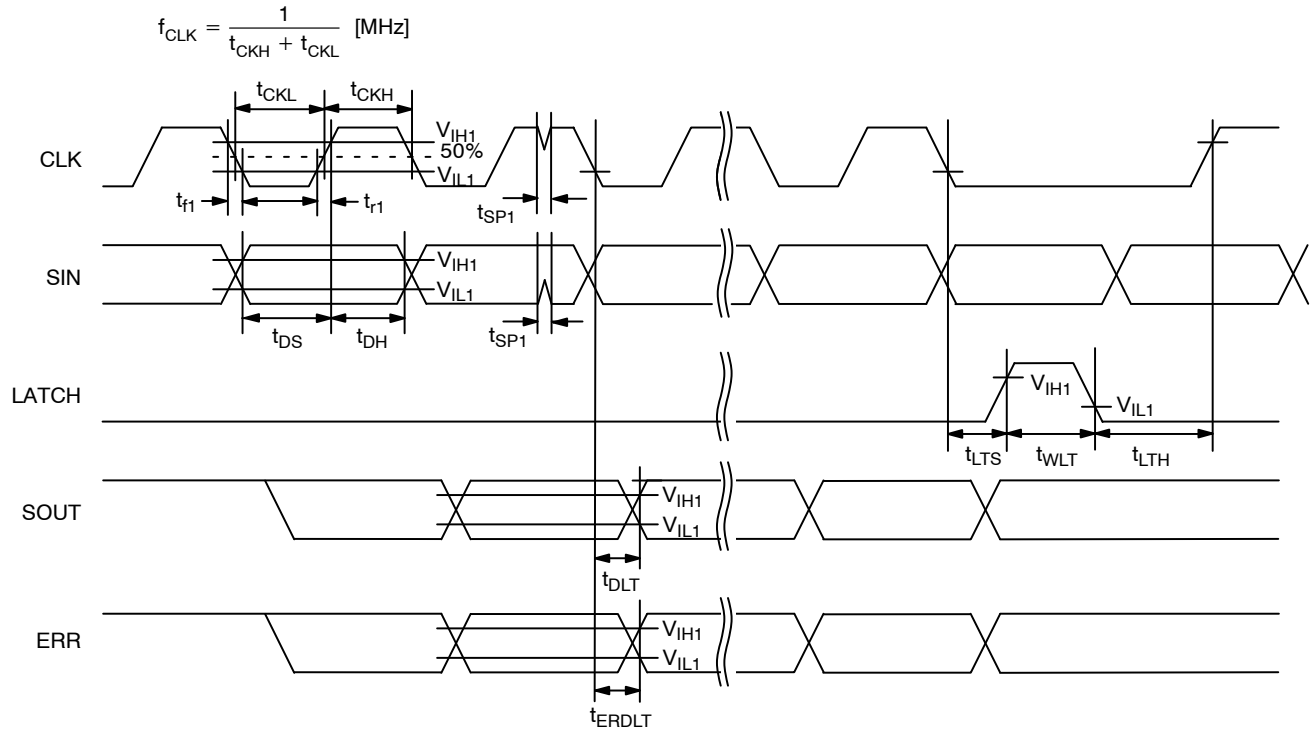 f_CLK = 1 / (t_CKH + t_CKL) [MHz]
t_CKL t_CKH
CLK V_IH1
50%
V_IL1
t_f1 t_r1 t_SP1
SIN V_IH1
V_IL1
t_DS t_DH t_SP1
LATCH V_IH1 V_IL1
t_LTS t_WLT t_LTH
SOUT V_IH1
V_IL1
t_DLT
ERR V_IH1
V_IL1
t_ERDLT